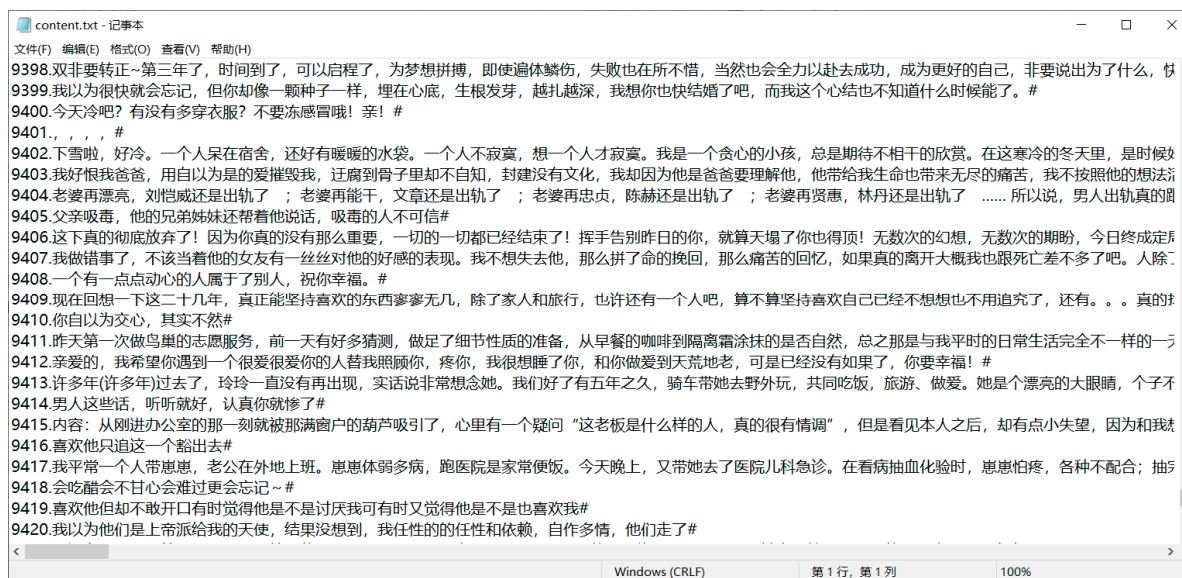 content.txt - 记事本
文件(F) 编辑(E) 格式(O) 查看(V) 帮助(H)
9398.双非要转正~第三年了，时间到了，可以启程了，为梦想拼搏，即使遍体鳞伤，失败也在所不惜，当然也会全力以赴去成功，成为更好的自己，非要说出为了什么，
9399.我以为很快就会忘记，但你却像一颗种子一样，埋在心底，生根发芽，越扎越深，我想你也快结婚了吧，而我这个心结也不知道什么时候能了。#
9400.今天冷吧？有没有多穿衣服？不要冻感冒哦！亲！#
9401.，，，，#
9402.下雪啦，好冷。一个人呆在宿舍，还好有暖暖的水袋。一个人不寂寞，想一个人才寂寞。我是一个贪心的小孩，总是期待不相干的欣赏。在这寒冷的冬天里，是时候
9403.我好恨我爸爸，用自以为是的爱摧毁我，迂腐到骨子里却不自知，封建没有文化，我却因为他是爸爸要理解他，他带给我生命也带来无尽的痛苦，我不按照他的想法
9404.老婆再漂亮，刘恺威还是出轨了　；老婆再能干，文章还是出轨了　；老婆再忠贞，陈赫还是出轨了　；老婆再贤惠，林丹还是出轨了　...... 所以说，男人出轨真的
9405.父亲吸毒，他的兄弟姊妹还帮着他说话，吸毒的人不可信#
9406.这下真的彻底放弃了！因为你真的没有那么重要，一切的一切都已经结束了！挥手告别昨日的你，就算天塌了你也得顶！无数次的幻想，无数次的期盼，今日终成定
9407.我做错事了，不该当着他的女友有一丝丝对他的好感的表现。我不想失去他，那么拼了命的挽回，那么痛苦的回忆，如果真的离开大概我也跟死亡差不多了吧。人除
9408.一个有一点点动心的人属于了别人，祝你幸福。#
9409.现在回想一下这二十几年，真正能坚持喜欢的东西寥寥无几，除了家人和旅行，也许还有一个人吧，算不算坚持喜欢自己已经不想想也不用追究了，还有。。。真的
9410.你自以为交心，其实不然#
9411.昨天第一次做鸟巢的志愿服务，前一天有好多猜测，做足了细节性质的准备，从早餐的咖啡到隔离霜涂抹的是否自然，总之那是与我平时的日常生活完全不一样的一
9412.亲爱的，我希望你遇到一个很爱很爱你的人替我照顾你，疼你，我很想睡了你，和你做爱到天荒地老，可是已经没有如果了，你要幸福！#
9413.许多年(许多年)过去了，玲玲一直没有再出现，实话说非常想念她。我们好了有五年之久，骑车带她去野外玩，共同吃饭，旅游、做爱。她是个漂亮的大眼睛，个子不
9414.男人这些话，听听就好，认真你就惨了#
9415.内容：从刚进办公室的那一刻就被那满窗户的葫芦吸引了，心里有一个疑问“这老板是什么样的人，真的很有情调”，但是看见本人之后，却有点小失望，因为和我
9416.喜欢他只追这一个豁出去#
9417.我平常一个人带崽崽，老公在外地上班。崽崽体弱多病，跑医院是家常便饭。今天晚上，又带她去了医院儿科急诊。在看病抽血化验时，崽崽怕疼，各种不配合；抽
9418.会吃醋会不甘心会难过更会忘记～#
9419.喜欢他但却不敢开口有时觉得他是不是讨厌我可有时又觉得他是不是也喜欢我#
9420.我以为他们是上帝派给我的天使，结果没想到，我任性的的任性和依赖，自作多情，他们走了#
Windows (CRLF) 第 1 行，第 1 列 100%